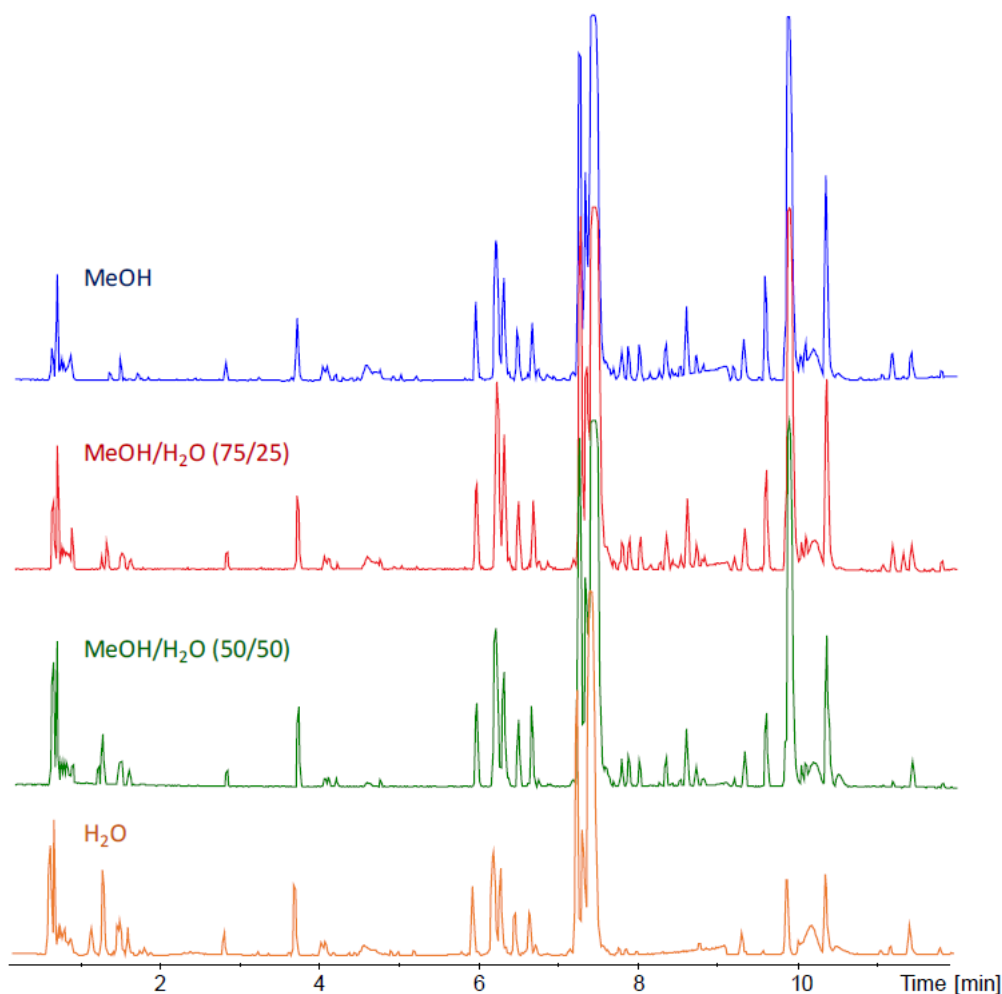 MeOH
MeOH/H₂O (75/25)
MeOH/H₂O (50/50)
H₂O
2 4 6 8 10 Time [min]